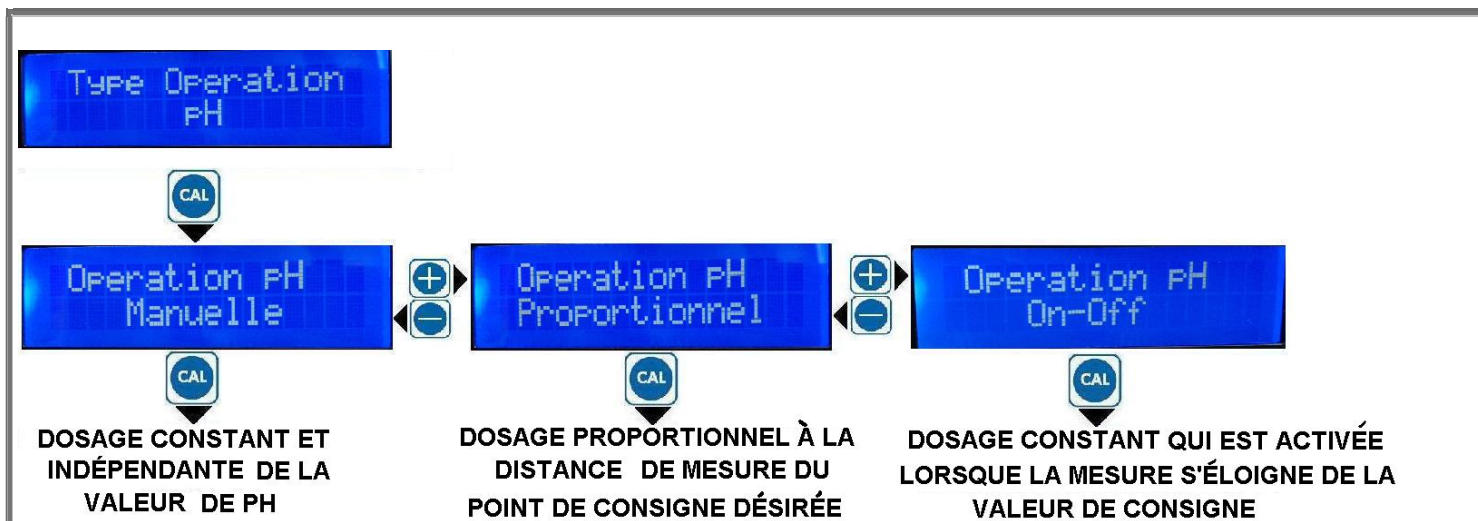 Type Operation
pH
CAL
Operation pH
Manuelle
+
-
Operation pH
Proportionnel
+
-
Operation pH
On-Off
CAL
CAL
CAL
DOSAGE CONSTANT ET
INDÉPENDANTE DE LA
VALEUR DE PH
DOSAGE PROPORTIONNEL À LA
DISTANCE DE MESURE DU
POINT DE CONSIGNE DÉSIRÉE
DOSAGE CONSTANT QUI EST ACTIVÉE
LORSQUE LA MESURE S'ÉLOIGNE DE LA
VALEUR DE CONSIGNE